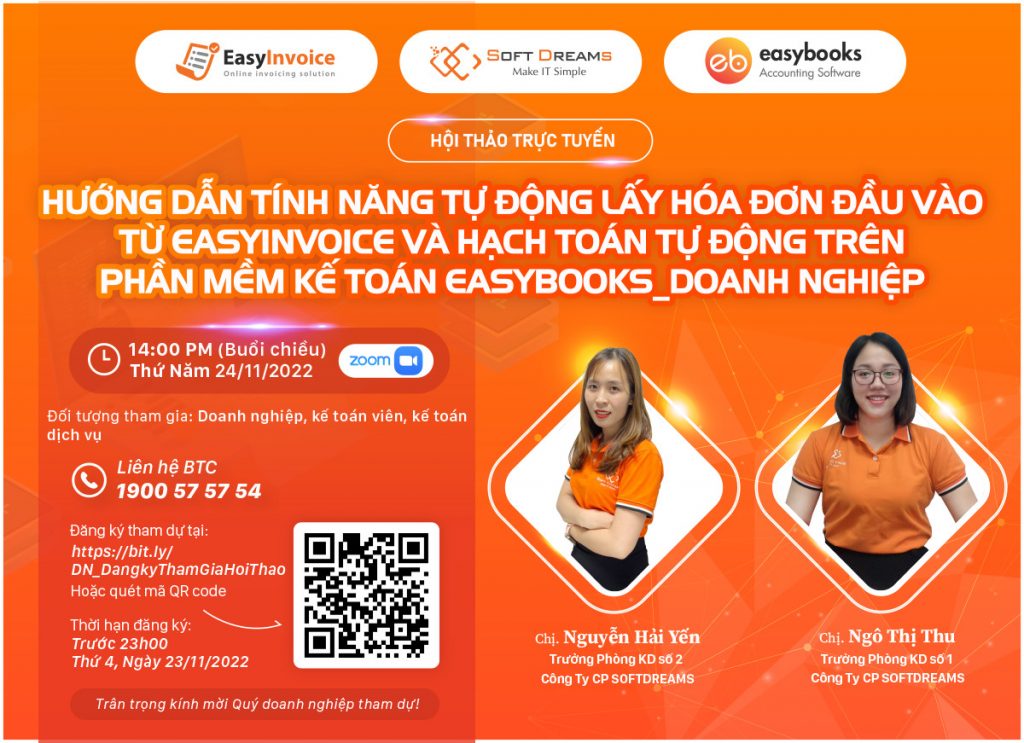 EasyInvoice
Online invoicing solution
SOFT DREAMS
Make IT Simple
eb
easybooks
Accounting Software
HỘI THẢO TRỰC TUYẾN
HƯỚNG DẪN TÍNH NĂNG TỰ ĐỘNG LẤY HÓA ĐƠN ĐẦU VÀO
TỪ EASYINVOICE VÀ HẠCH TOÁN TỰ ĐỘNG TRÊN
PHẦN MỀM KẾ TOÁN EASYBOOKS_DOANH NGHIỆP
14:00 PM (Buổi chiều)
Thứ Năm 24/11/2022
zoom
Đối tượng tham gia: Doanh nghiệp, kế toán viên, kế toán
dịch vụ
Liên hệ BTC
1900 57 57 54
Đăng ký tham dự tại:
https://bit.ly/
DN_DangkyThamGiaHoiThao
Hoặc quét mã QR code
Thời hạn đăng ký:
Trước 23h00
Thứ 4, Ngày 23/11/2022
Trân trọng kính mời Quý doanh nghiệp tham dự!
Chị. Nguyễn Hải Yến
Trưởng Phòng KD số 2
Công Ty CP SOFTDREAMS
Chị. Ngô Thị Thu
Trưởng Phòng KD số 1
Công Ty CP SOFTDREAMS